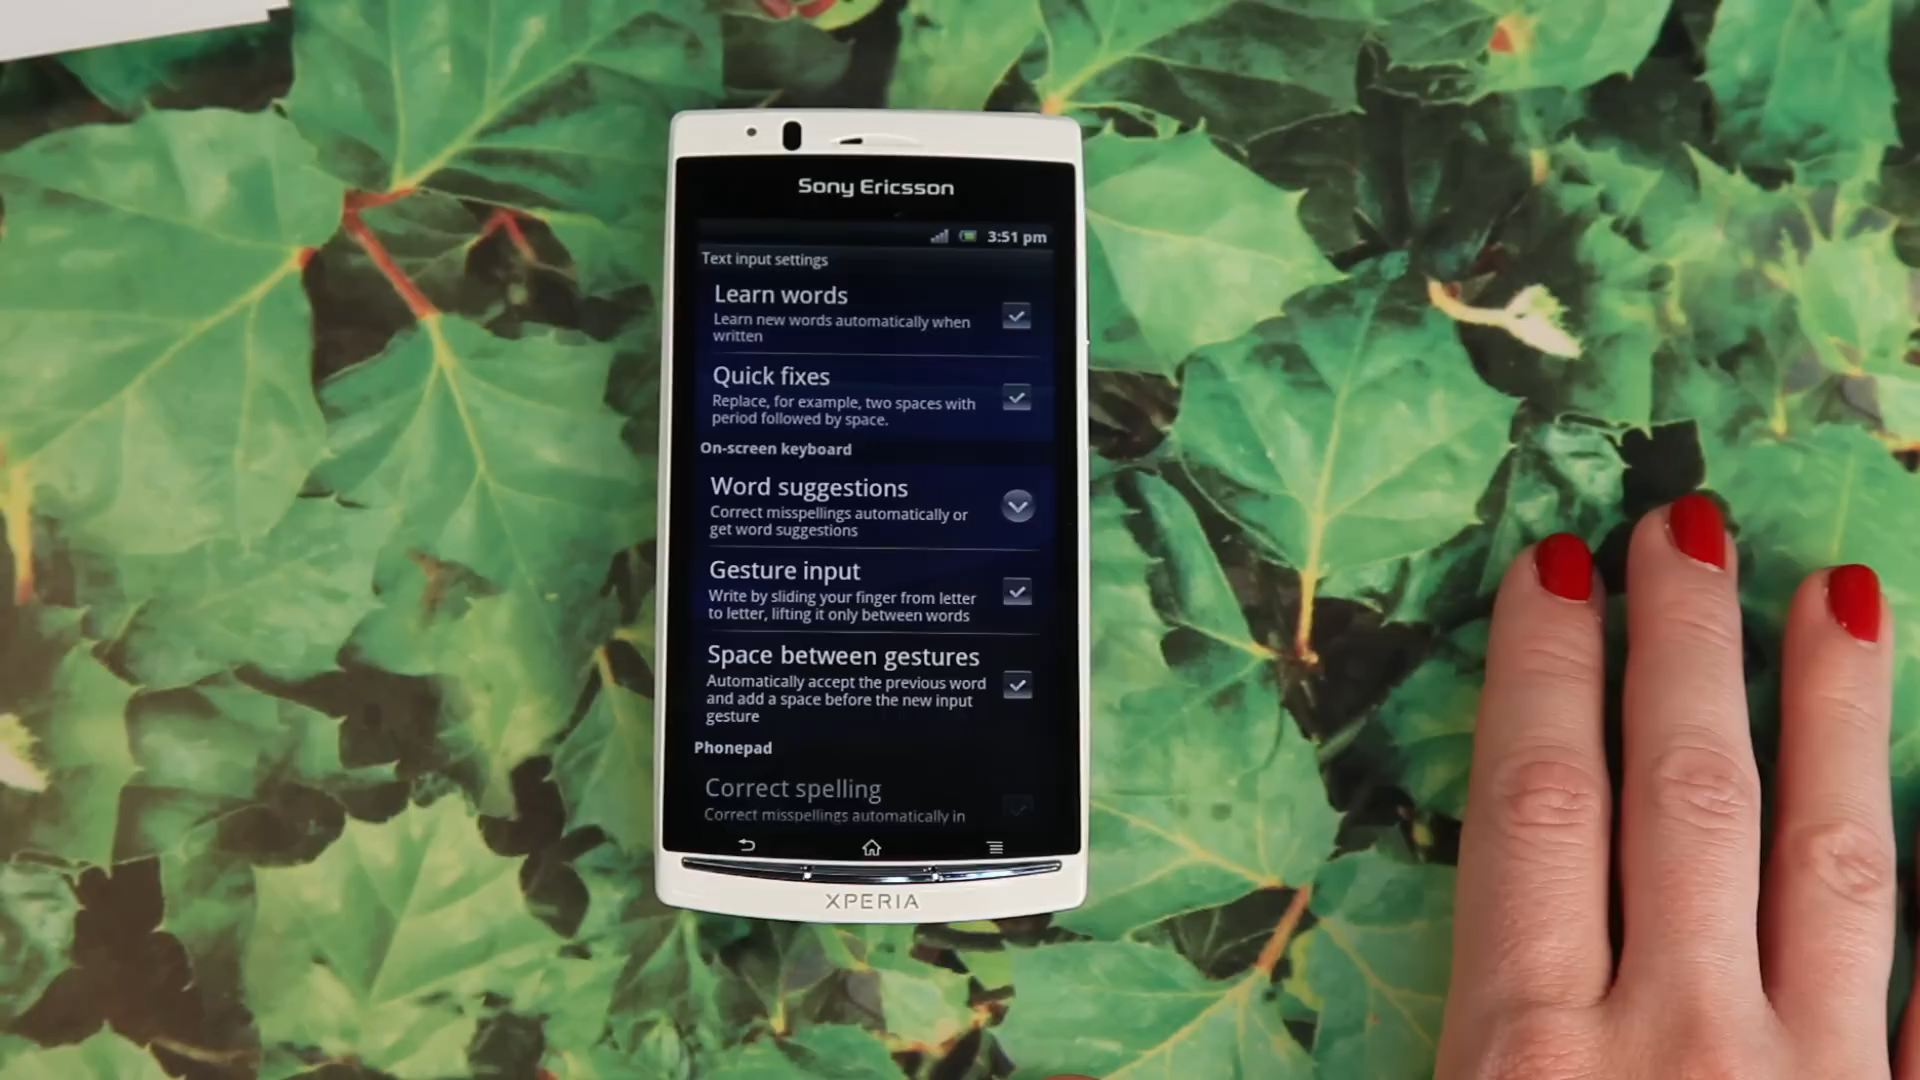 Sony Ericsson
3:51 pm
Text input settings
Learn words
Learn new words automatically when
written
Quick fixes
Replace, for example, two spaces with
period followed by space.
On-screen keyboard
Word suggestions
Correct misspellings automatically or
get word suggestions
Gesture input
Write by sliding your finger from letter
to letter, lifting it only between words
Space between gestures
Automatically accept the previous word
and add a space before the new input
gesture
Phonepad
Correct spelling
Correct misspellings automatically in
XPERIA